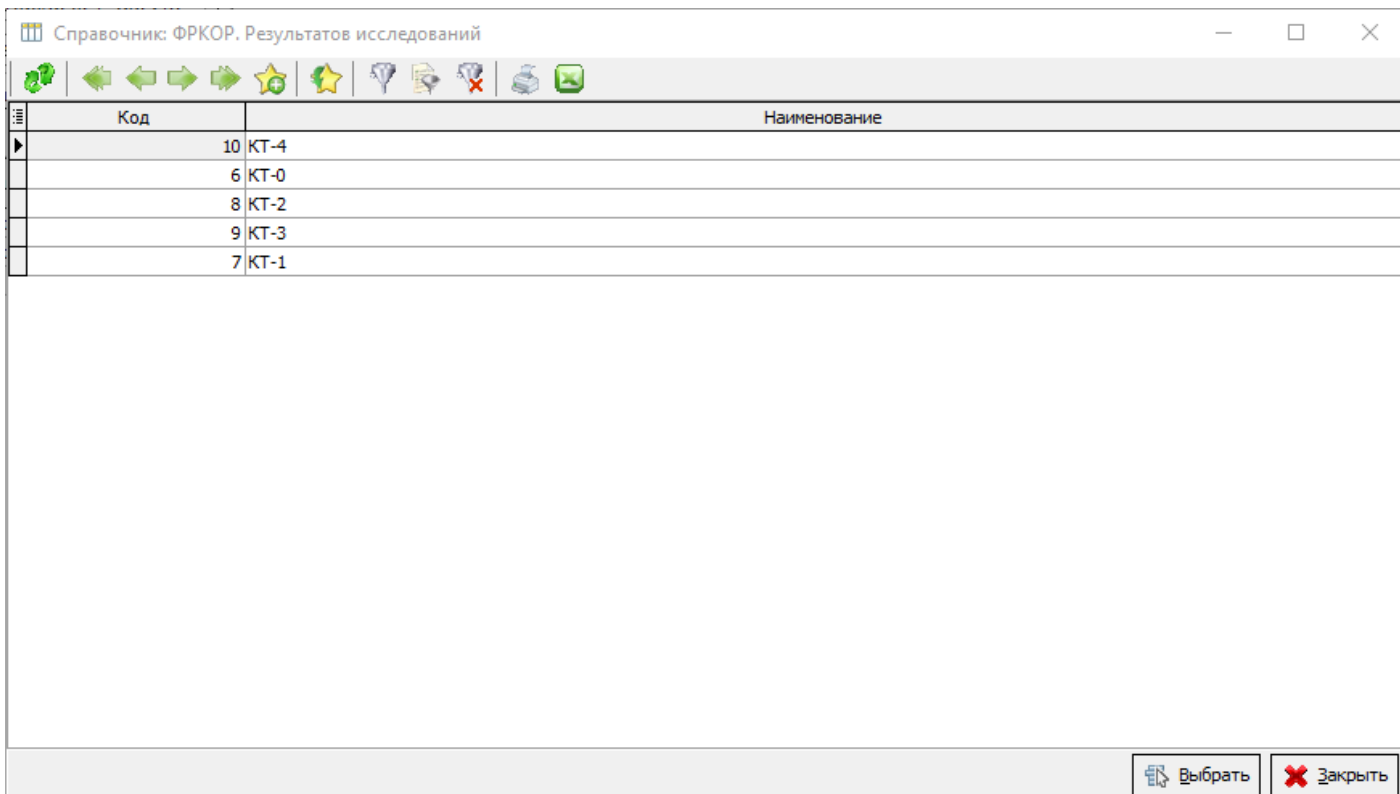 Справочник: ФРКОР. Результатов исследований
Код Наименование
10 КТ-4
6 КТ-0
8 КТ-2
9 КТ-3
7 КТ-1
Выбрать Закрыть